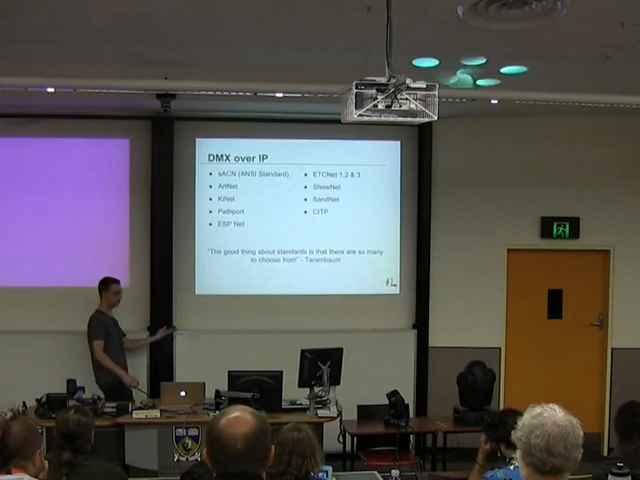 DMX over IP
• sACN (ANSI Standard)
• ArtNet
• KiNet
• Pathport
• ESP Net
• ETCNet 1,2 & 3
• ShowNet
• SandNet
• CITP
"The good thing about standards is that there are so many
to choose from" - Tanenbaum